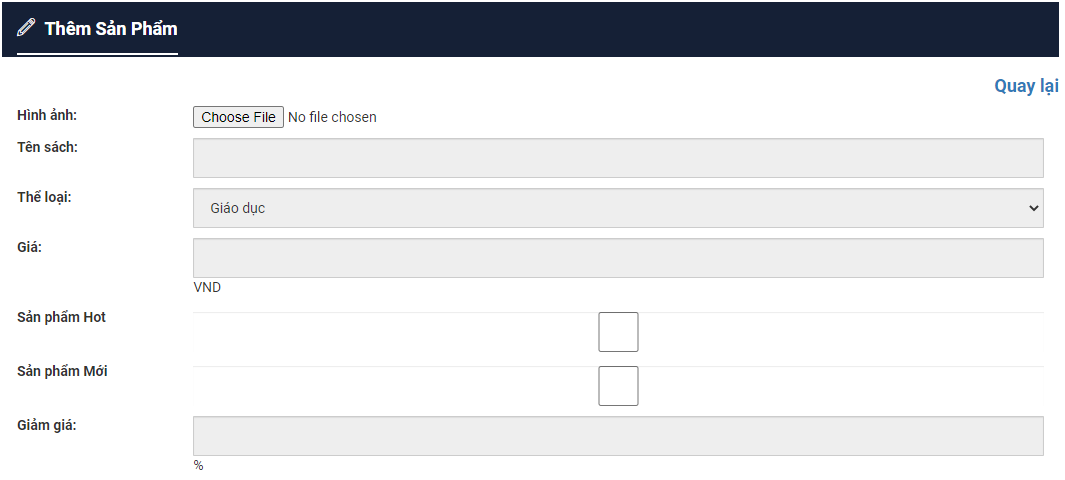 Thêm Sản Phẩm
Quay lại
Hình ảnh: Choose File No file chosen
Tên sách:
Thể loại: Giáo dục
Giá:
VND
Sản phẩm Hot
Sản phẩm Mới
Giảm giá:
%